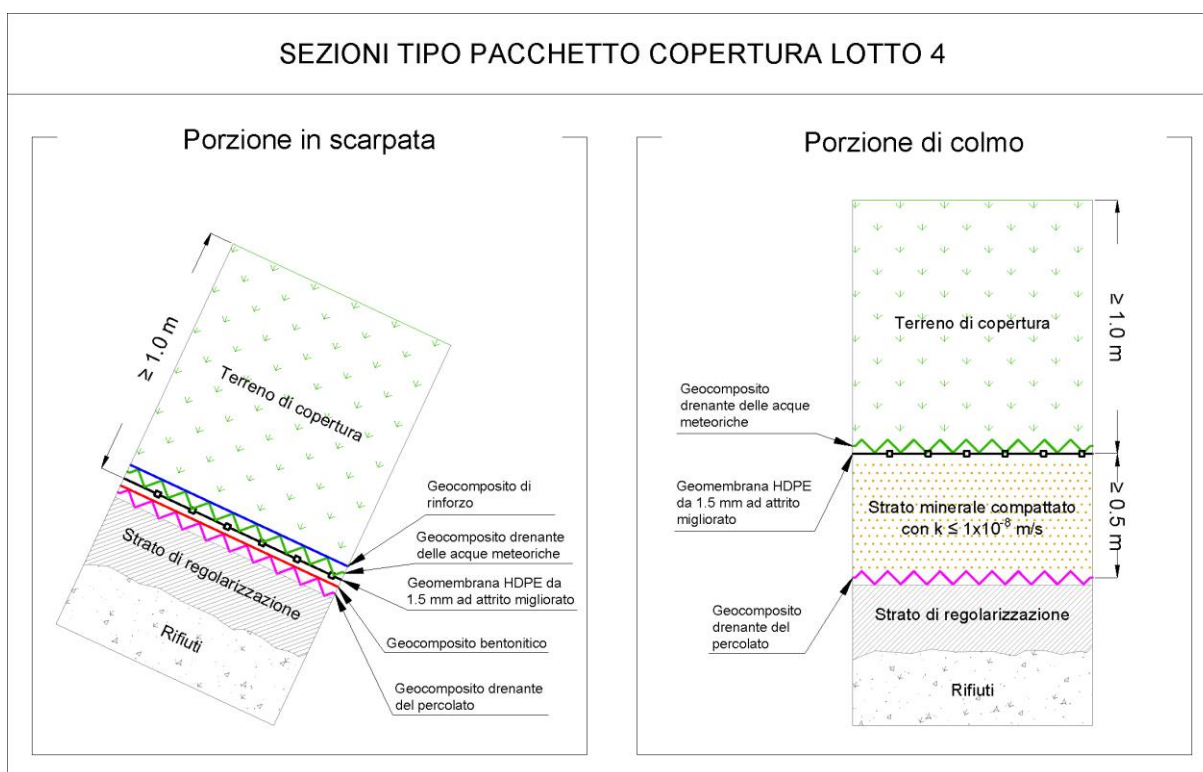 SEZIONI TIPO PACCHETTO COPERTURA LOTTO 4
Porzione in scarpata
≥ 1.0 m
Terreno di copertura
Geocomposito di
rinforzo
Geocomposito drenante
delle acque meteoriche
Geomembrana HDPE da
1.5 mm ad attrito migliorato
Geocomposito bentonitico
Geocomposito drenante
del percolato
Strato di regolarizzazione
Rifiuti
Porzione di colmo
Terreno di copertura
≥ 1.0 m
Geocomposito
drenante delle acque
meteoriche
Geomembrana HDPE
da 1.5 mm ad attrito
migliorato
Strato minerale compattato
con k ≤ 1x10⁻⁸ m/s
≥ 0.5 m
Geocomposito
drenante del
percolato
Strato di regolarizzazione
Rifiuti